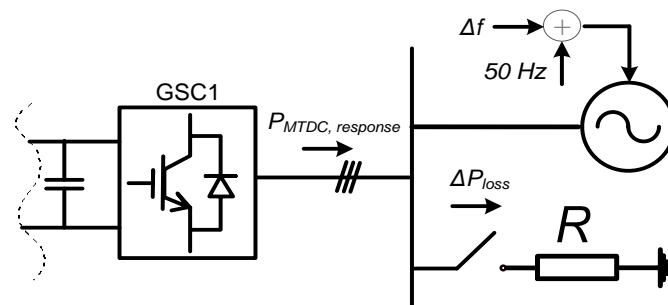 Δf
50 Hz
GSC1
P_MTDC, response
ΔP_loss
R